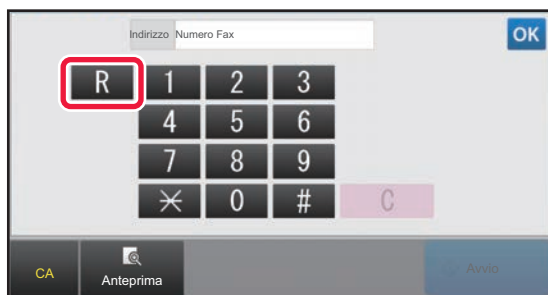 Indirizzo Numero Fax OK
R 1 2 3
4 5 6
7 8 9
* 0 # C
CA Anteprima Avvio